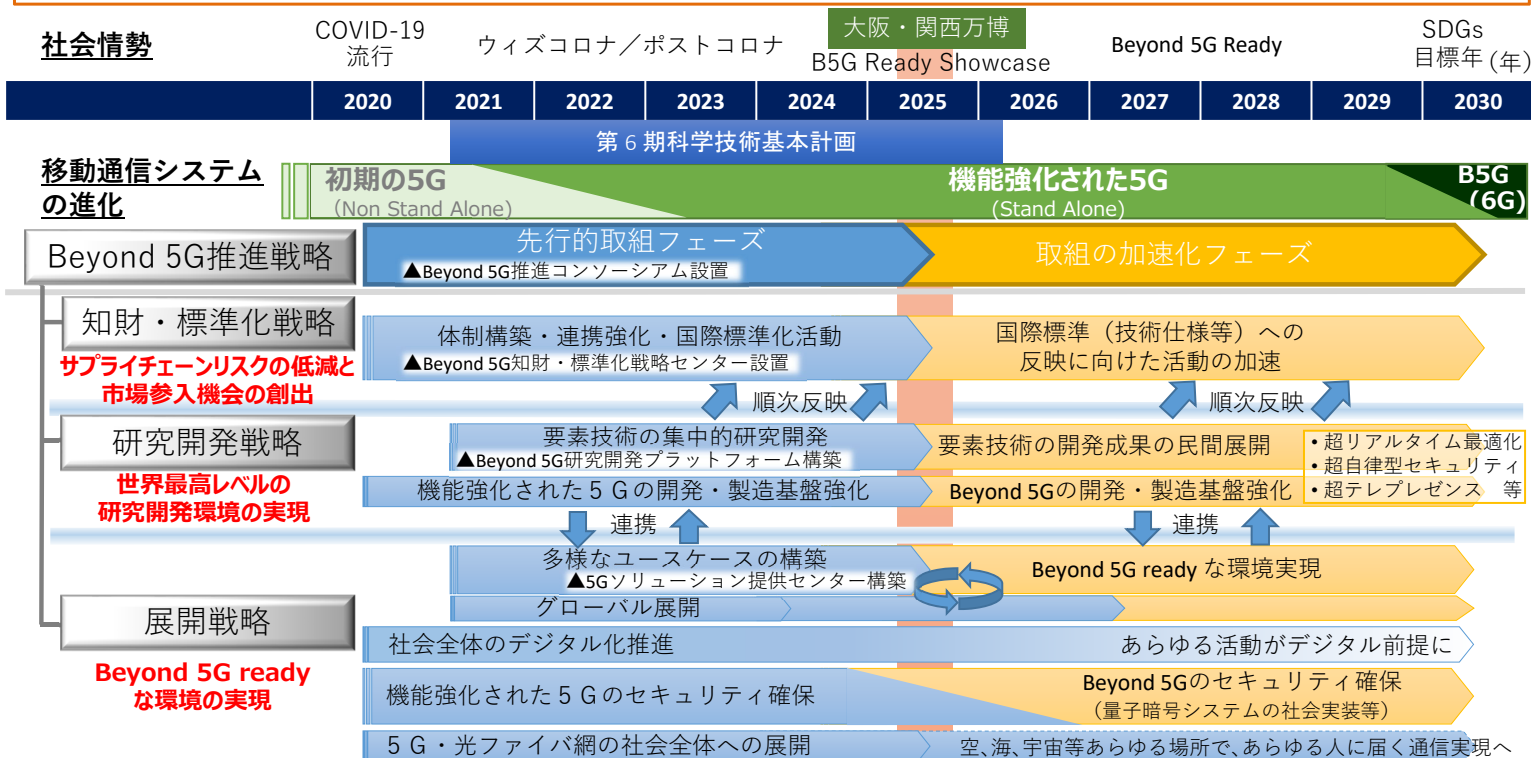 社会情勢
COVID-19
流行
ウィズコロナ／ポストコロナ
大阪・関西万博
B5G Ready Showcase
Beyond 5G Ready
SDGs
目標年
(年)
2020 2021 2022 2023 2024 2025 2026 2027 2028 2029 2030
第6期科学技術基本計画
移動通信システム
の進化
初期の5G
(Non Stand Alone)
機能強化された5G
(Stand Alone)
B5G
(6G)
Beyond 5G推進戦略
先行的取組フェーズ
▲Beyond 5G推進コンソーシアム設置
取組の加速化フェーズ
知財・標準化戦略
サプライチェーンリスクの低減と
市場参入機会の創出
体制構築・連携強化・国際標準化活動
▲Beyond 5G知財・標準化戦略センター設置
国際標準（技術仕様等）への
反映に向けた活動の加速
順次反映
順次反映
研究開発戦略
世界最高レベルの
研究開発環境の実現
要素技術の集中的研究開発
▲Beyond 5G研究開発プラットフォーム構築
要素技術の開発成果の民間展開
機能強化された５Ｇの開発・製造基盤強化
Beyond 5Gの開発・製造基盤強化
• 超リアルタイム最適化
• 超自律型セキュリティ
• 超テレプレゼンス 等
連携
連携
展開戦略
Beyond 5G ready
な環境の実現
多様なユースケースの構築
▲5Gソリューション提供センター構築
Beyond 5G ready な環境実現
グローバル展開
社会全体のデジタル化推進
あらゆる活動がデジタル前提に
機能強化された５Ｇのセキュリティ確保
Beyond 5Gのセキュリティ確保
（量子暗号システムの社会実装等）
５Ｇ・光ファイバ網の社会全体への展開
空、海、宇宙等あらゆる場所で、あらゆる人に届く通信実現へ